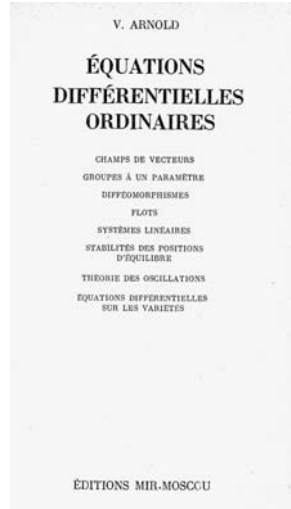 V. ARNOLD
ÉQUATIONS
DIFFÉRENTIELLES
ORDINAIRES
CHAMPS DE VECTEURS
GROUPES À UN PARAMÈTRE
DIFFÉOMORPHISMES
FLOTS
SYSTÈMES LINÉAIRES
STABILITÉS DES POSITIONS
D'ÉQUILIBRE
THÉORIE DES OSCILLATIONS
ÉQUATIONS DIFFÉRENTIELLES
SUR LES VARIÉTÉS
ÉDITIONS MIR·MOSCOU